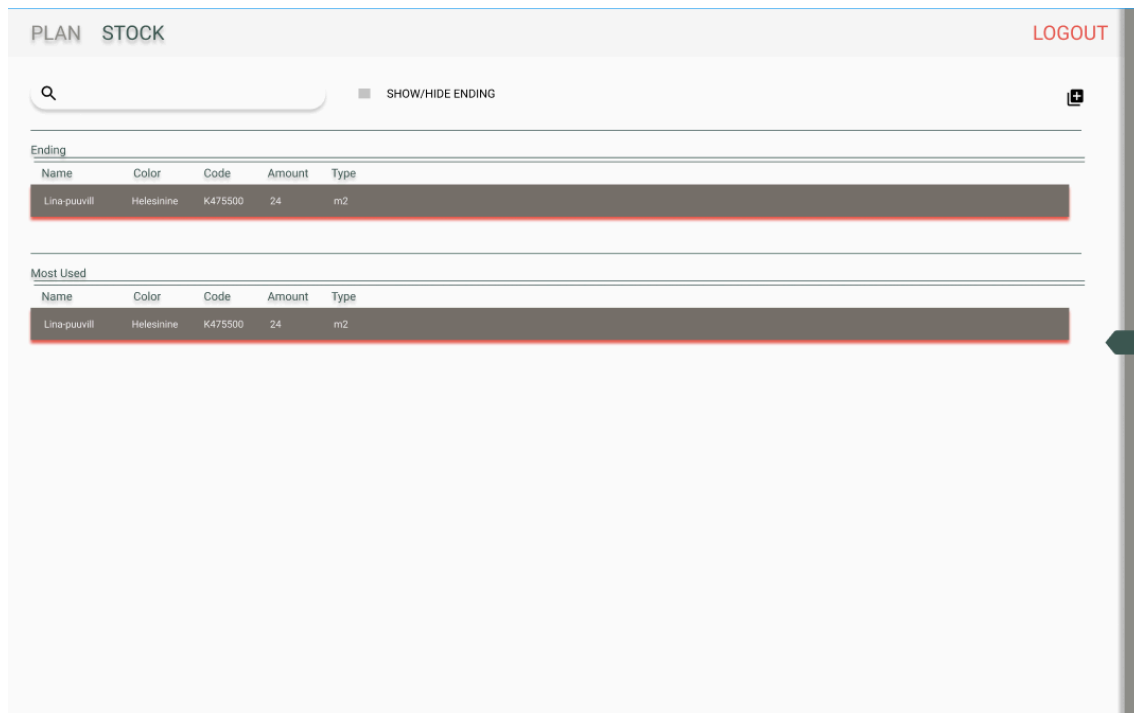 PLAN STOCK LOGOUT
SHOW/HIDE ENDING
Ending
Name Color Code Amount Type
Lina-puuvill Helesinine K475500 24 m2
Most Used
Name Color Code Amount Type
Lina-puuvill Helesinine K475500 24 m2